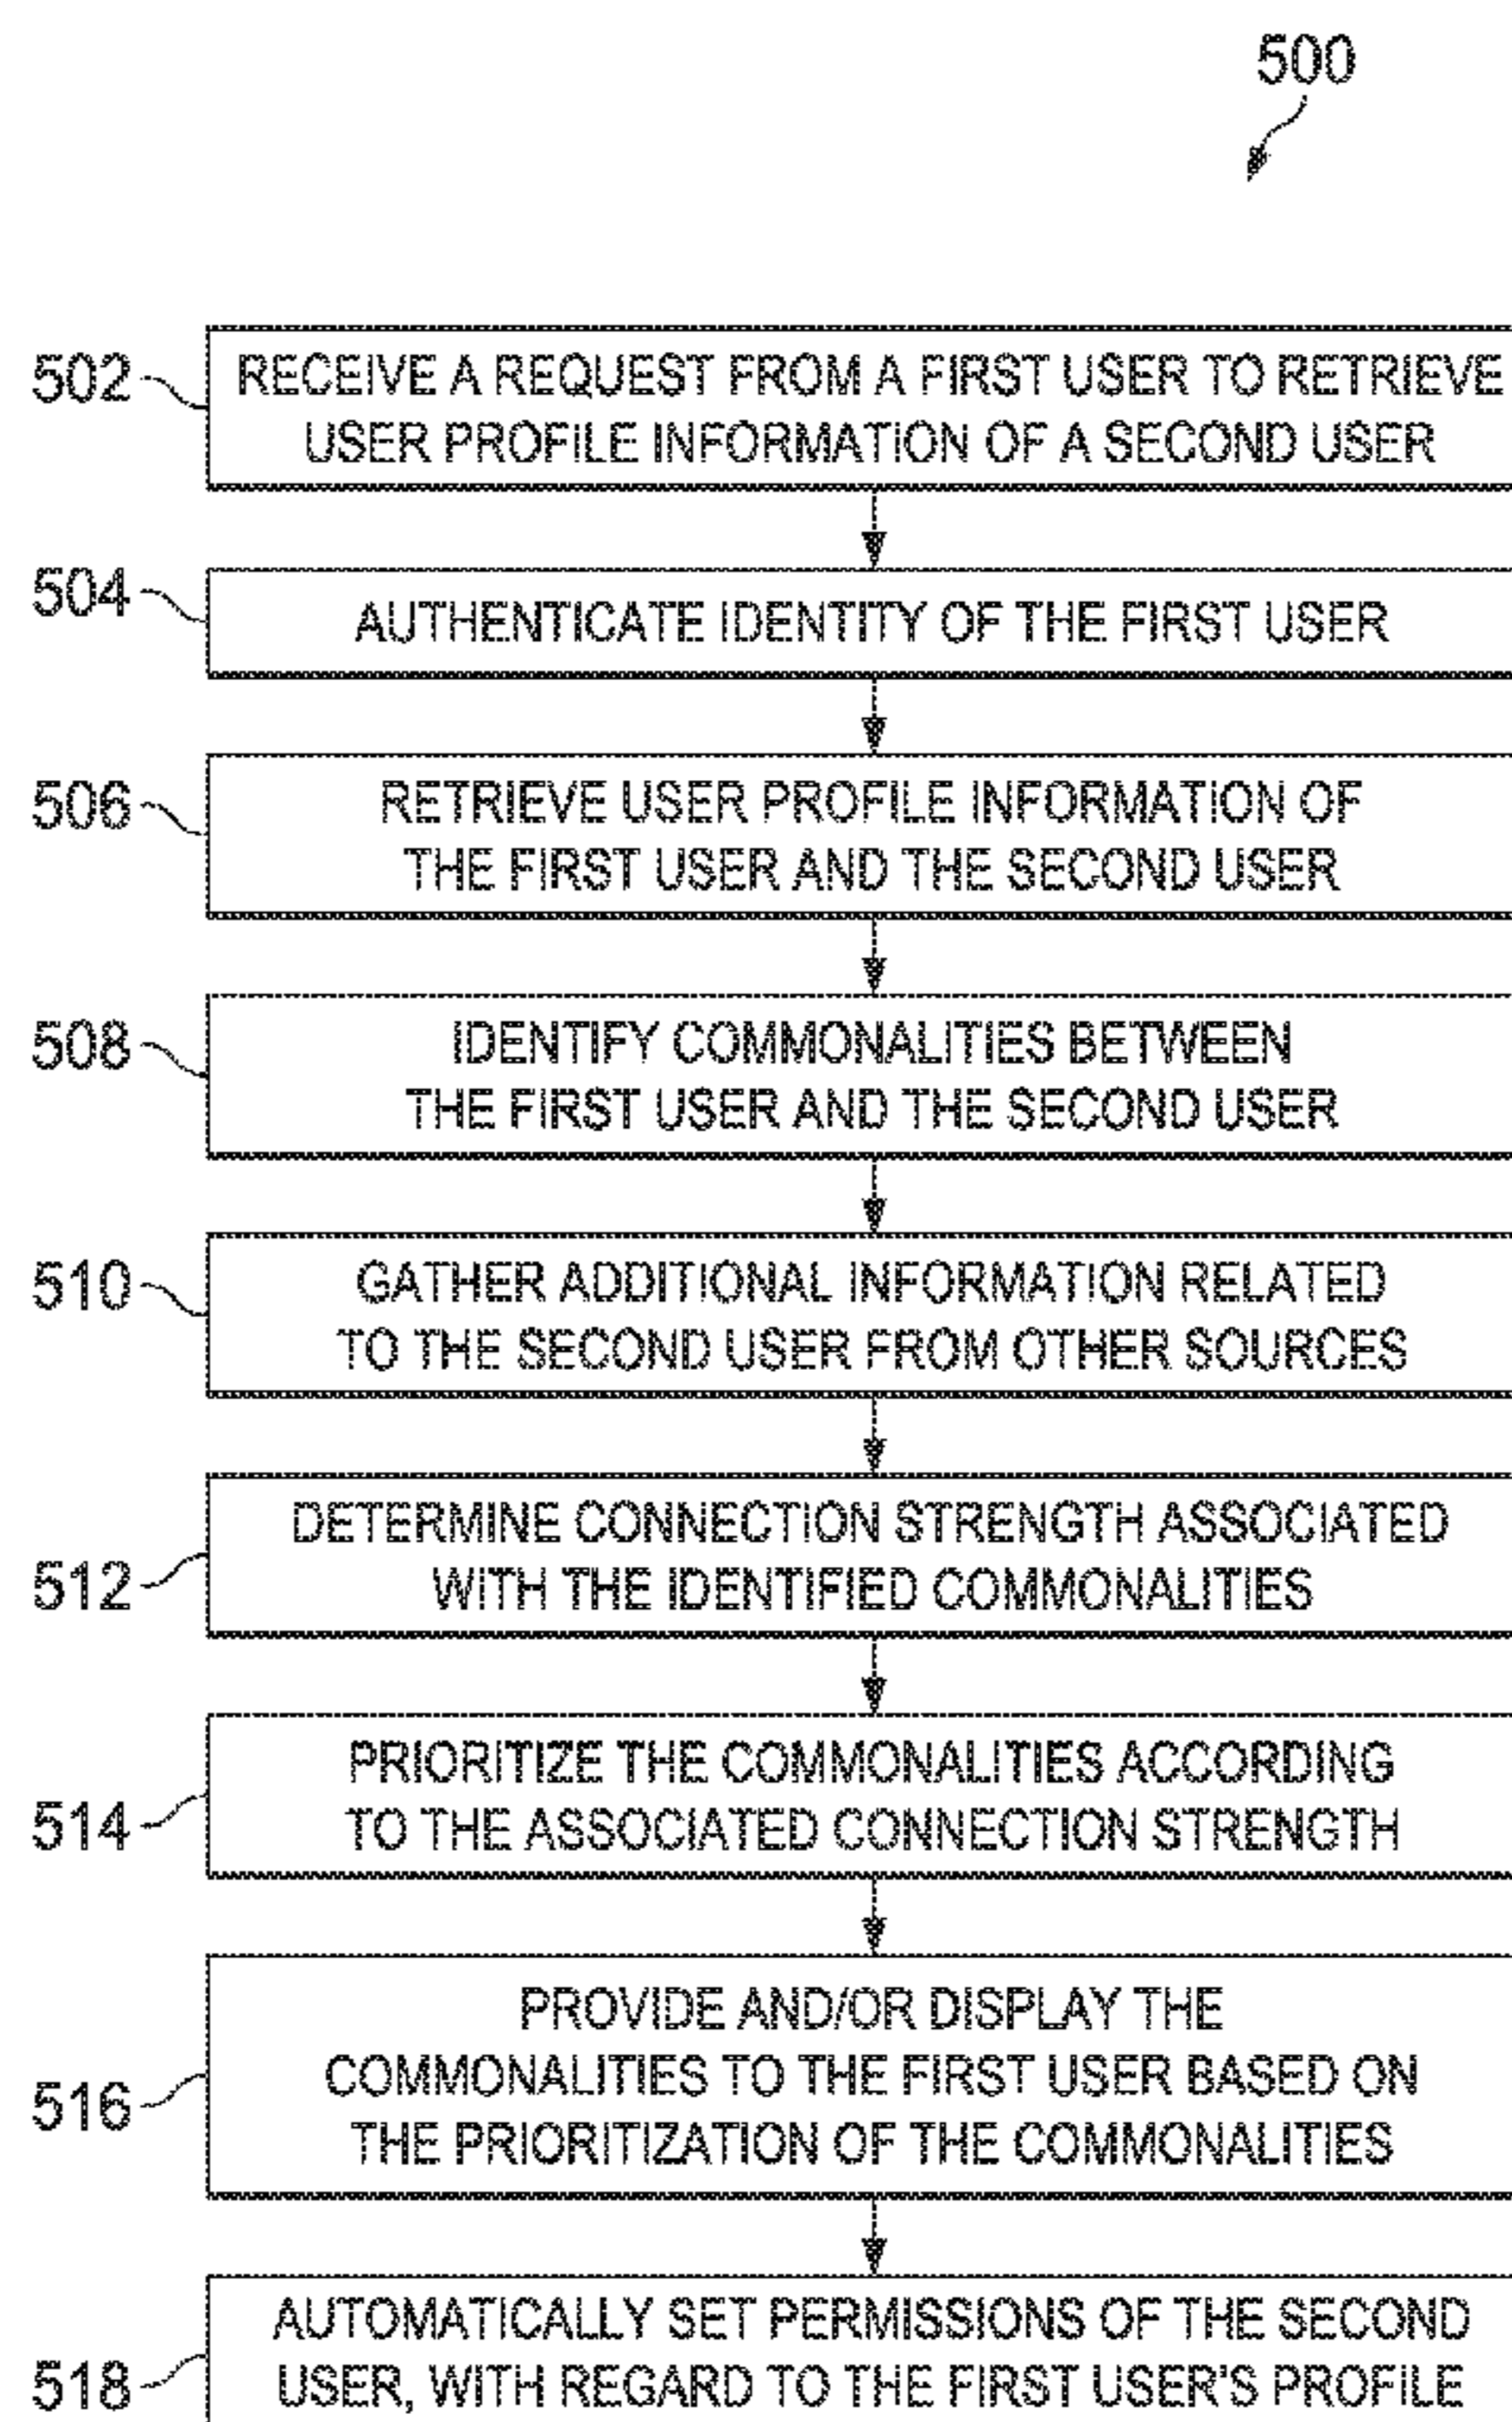 500
502
RECEIVE A REQUEST FROM A FIRST USER TO RETRIEVE
USER PROFILE INFORMATION OF A SECOND USER
504
AUTHENTICATE IDENTITY OF THE FIRST USER
506
RETRIEVE USER PROFILE INFORMATION OF
THE FIRST USER AND THE SECOND USER
508
IDENTIFY COMMONALITIES BETWEEN
THE FIRST USER AND THE SECOND USER
510
GATHER ADDITIONAL INFORMATION RELATED
TO THE SECOND USER FROM OTHER SOURCES
512
DETERMINE CONNECTION STRENGTH ASSOCIATED
WITH THE IDENTIFIED COMMONALITIES
514
PRIORITIZE THE COMMONALITIES ACCORDING
TO THE ASSOCIATED CONNECTION STRENGTH
516
PROVIDE AND/OR DISPLAY THE
COMMONALITIES TO THE FIRST USER BASED ON
THE PRIORITIZATION OF THE COMMONALITIES
518
AUTOMATICALLY SET PERMISSIONS OF THE SECOND
USER, WITH REGARD TO THE FIRST USER'S PROFILE